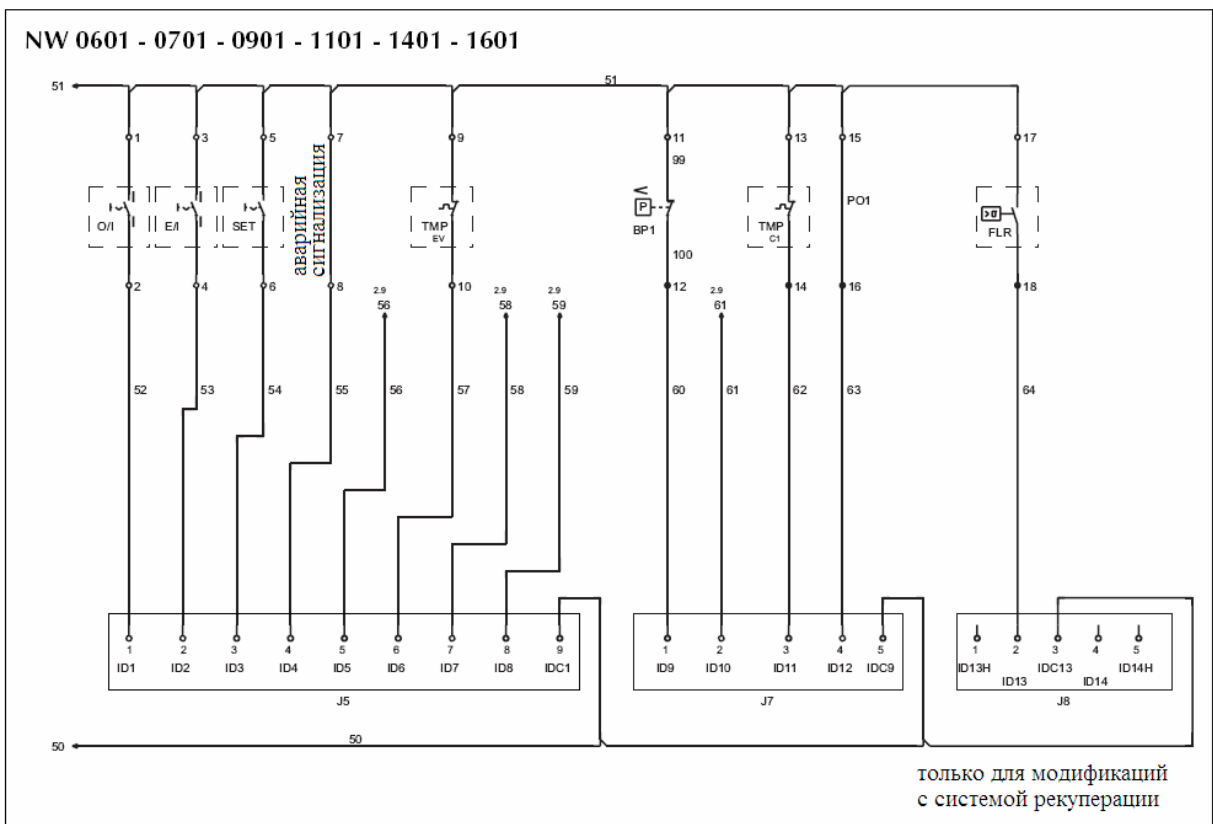 NW 0601 - 0701 - 0901 - 1101 - 1401 - 1601
51 51
1 3 5 7 9 11 13 15 17
99
аварийная
сигнализация
O/I E/I SET TMP EV P BP1 TMP C1 PO1 FLR
100
2 4 6 8 10 12 14 16 18
2.9 2.9 2.9 2.9
56 58 59 61
52 53 54 55 56 57 58 59 60 61 62 63 64
1 2 3 4 5 6 7 8 9 1 2 3 4 5 1 2 3 4 5
ID1 ID2 ID3 ID4 ID5 ID6 ID7 ID8 IDC1 ID9 ID10 ID11 ID12 IDC9 ID13H ID13 IDC13 ID14 ID14H
J5 J7 J8
50 50
только для модификаций
с системой рекуперации